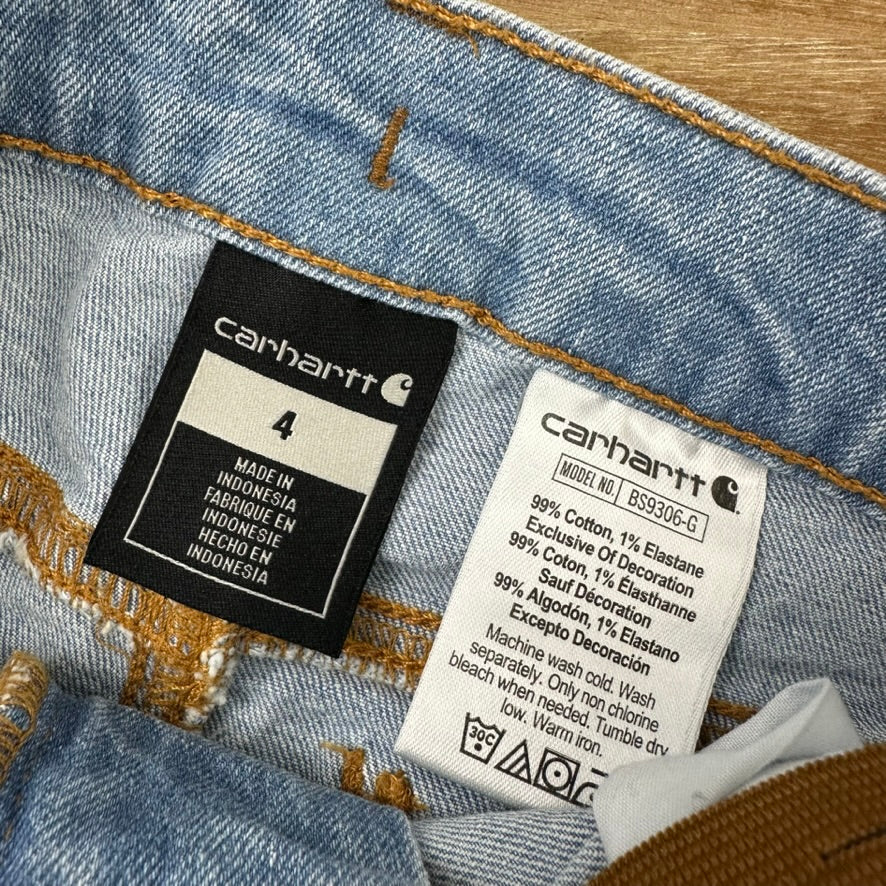 carhartt
4
MADE IN
INDONESIA
FABRIQUE EN
INDONESIE
HECHO EN
INDONESIA
carhartt
MODEL NO. BS9306-G
99% Cotton, 1% Elastane
Exclusive Of Decoration
99% Coton, 1% Élasthanne
Sauf Décoration
99% Algodón, 1% Elastano
Excepto Decoración
Machine wash cold. Wash
separately. Only non chlorine
bleach when needed. Tumble dry
low. Warm iron.
30C